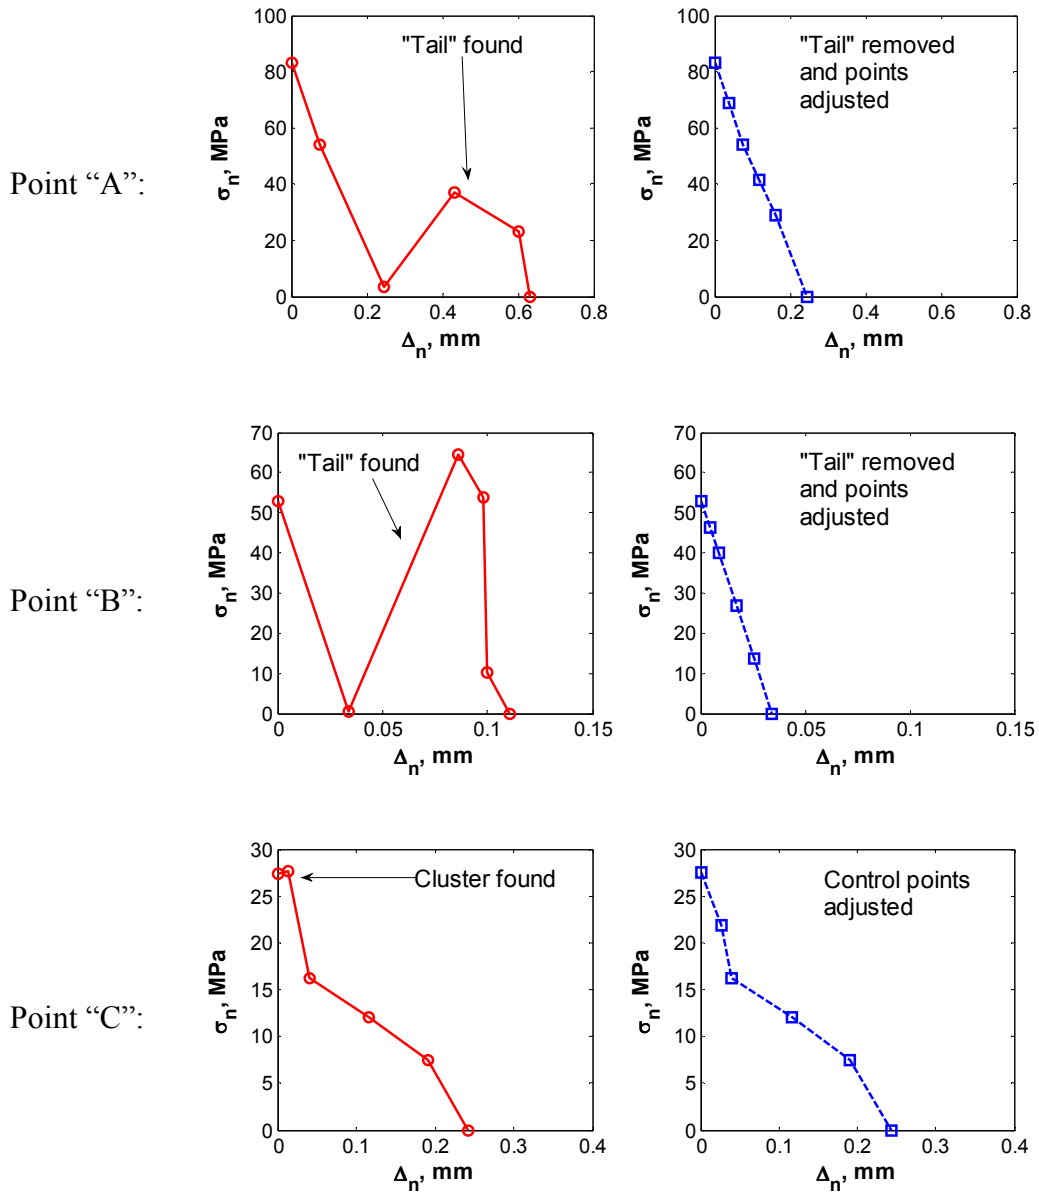 Point “A”:
100
80
60
40
20
0
σn, MPa
"Tail" found
0 0.2 0.4 0.6 0.8
Δn, mm
100
80
60
40
20
0
σn, MPa
"Tail" removed
and points
adjusted
0 0.2 0.4 0.6 0.8
Δn, mm
Point “B”:
70
60
50
40
30
20
10
0
σn, MPa
"Tail" found
0 0.05 0.1 0.15
Δn, mm
70
60
50
40
30
20
10
0
σn, MPa
"Tail" removed
and points
adjusted
0 0.05 0.1 0.15
Δn, mm
Point “C”:
30
25
20
15
10
5
0
σn, MPa
Cluster found
0 0.1 0.2 0.3 0.4
Δn, mm
30
25
20
15
10
5
0
σn, MPa
Control points
adjusted
0 0.1 0.2 0.3 0.4
Δn, mm